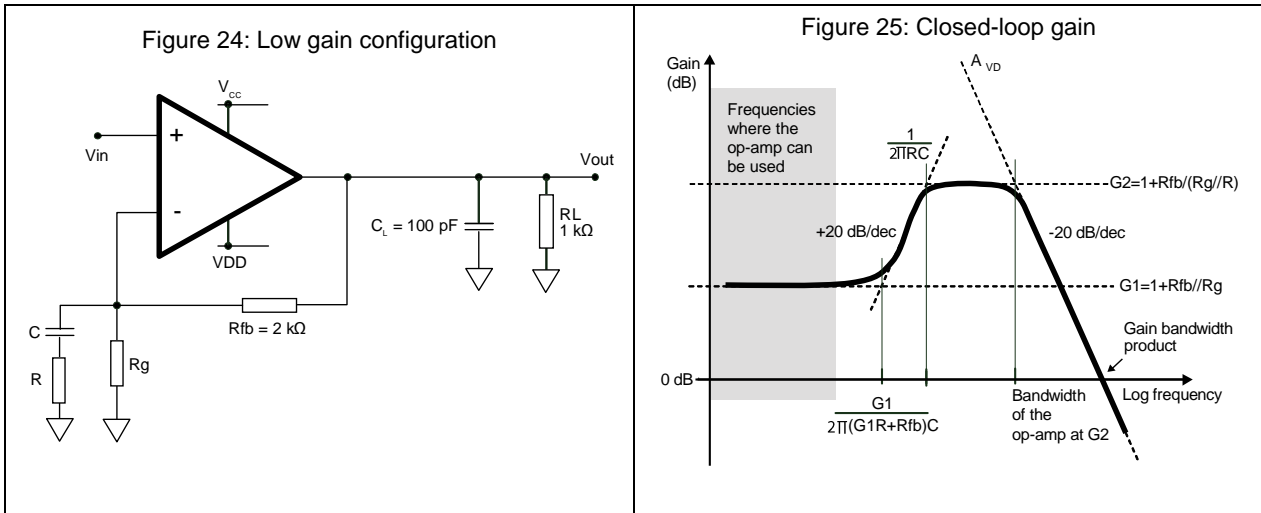 Figure 24: Low gain configuration
Vcc
+
Vin
Vout
-
CL = 100 pF
RL
1 kΩ
VDD
Rfb = 2 kΩ
C
R
Rg
Figure 25: Closed-loop gain
Gain
(dB)
A VD
Frequencies
where the
op-amp can
be used
1
2ΠRC
G2=1+Rfb/(Rg//R)
+20 dB/dec
-20 dB/dec
G1=1+Rfb//Rg
Gain bandwidth
product
0 dB
Log frequency
G1
2Π(G1R+Rfb)C
Bandwidth
of the
op-amp at G2